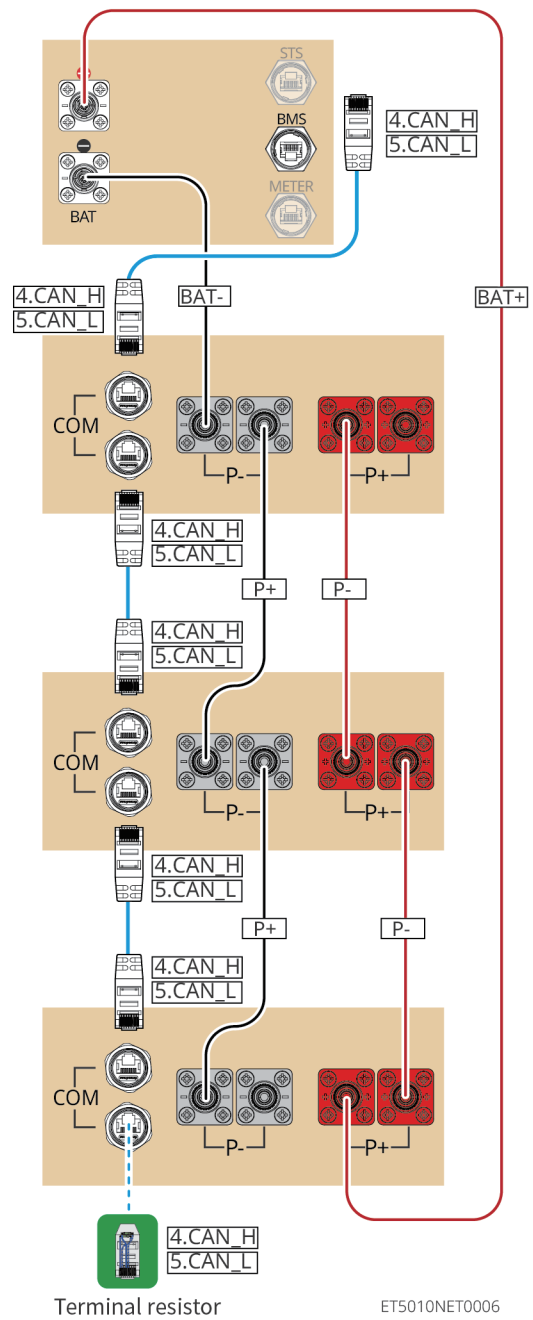 STS
BMS
METER
BAT
4.CAN_H
5.CAN_L
4.CAN_H
5.CAN_L
BAT-
BAT+
COM
P-
P+
4.CAN_H
5.CAN_L
P+
P-
4.CAN_H
5.CAN_L
COM
P-
P+
4.CAN_H
5.CAN_L
P+
P-
4.CAN_H
5.CAN_L
COM
P-
P+
4.CAN_H
5.CAN_L
Terminal resistor
ET5010NET0006